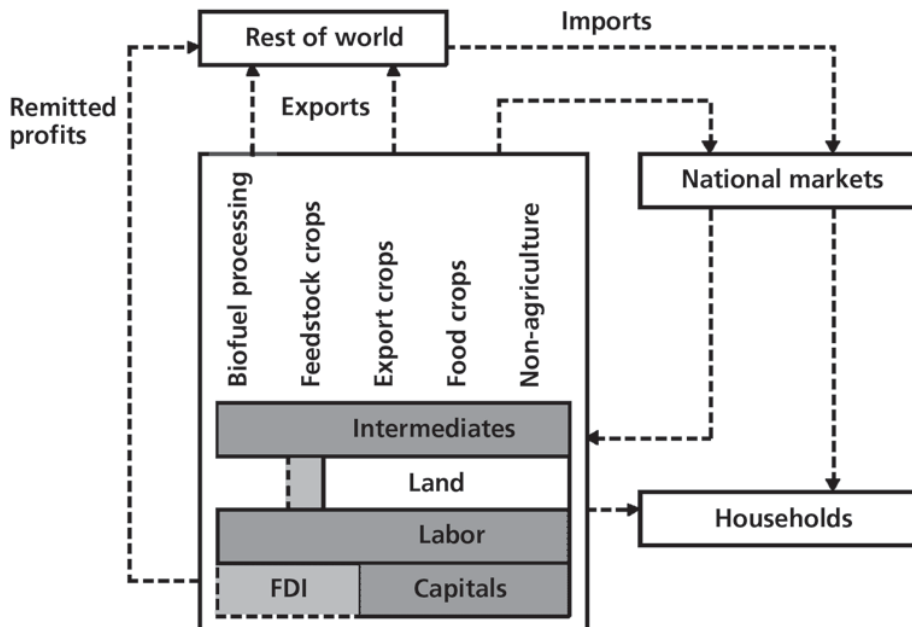 Rest of world
Imports
Remitted
profits
Exports
National markets
Biofuel processing
Feedstock crops
Export crops
Food crops
Non-agriculture
Intermediates
Land
Labor
Households
FDI
Capitals